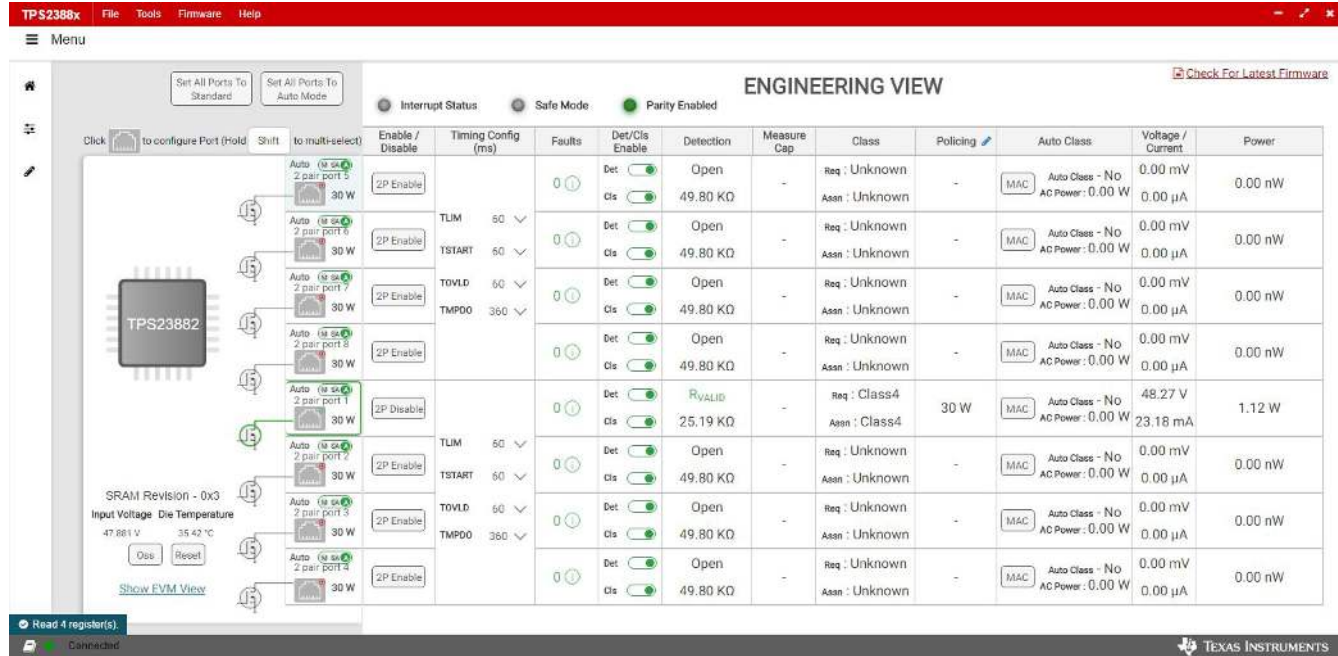 TPS2388x File Tools Firmware Help
Menu
Set All Ports To Standard
Set All Ports To Auto Mode
ENGINEERING VIEW
Check For Latest Firmware
Interrupt Status Safe Mode Parity Enabled
Click to configure Port (Hold Shift to multi-select)
Enable / Disable Timing Config (ms) Faults Det/Cls Enable Detection Measure Cap Class Policing Auto Class Voltage / Current Power
Auto M SA A
2 pair port 5
30 W
2P Enable 0 Det Open - Req : Unknown - MAC Auto Class - No 0.00 mV 0.00 nW
Cls 49.80 KΩ Assn : Unknown AC Power : 0.00 W 0.00 µA
Auto M SA A
2 pair port 6
30 W
2P Enable 0 Det Open - Req : Unknown - MAC Auto Class - No 0.00 mV 0.00 nW
Cls 49.80 KΩ Assn : Unknown AC Power : 0.00 W 0.00 µA
TLIM 60
TSTART 60
TOVLD 60
TMPDO 360
Auto M SA A
2 pair port 7
30 W
2P Enable 0 Det Open - Req : Unknown - MAC Auto Class - No 0.00 mV 0.00 nW
Cls 49.80 KΩ Assn : Unknown AC Power : 0.00 W 0.00 µA
Auto M SA A
2 pair port 8
30 W
2P Enable 0 Det Open - Req : Unknown - MAC Auto Class - No 0.00 mV 0.00 nW
Cls 49.80 KΩ Assn : Unknown AC Power : 0.00 W 0.00 µA
TPS23882
Auto M SA A
2 pair port 1
30 W
2P Disable 0 Det RVALID - Req : Class4 30 W MAC Auto Class - No 48.27 V 1.12 W
Cls 25.19 KΩ Assn : Class4 AC Power : 0.00 W 23.18 mA
Auto M SA A
2 pair port 2
30 W
2P Enable 0 Det Open - Req : Unknown - MAC Auto Class - No 0.00 mV 0.00 nW
Cls 49.80 KΩ Assn : Unknown AC Power : 0.00 W 0.00 µA
TLIM 60
TSTART 60
TOVLD 60
TMPDO 360
Auto M SA A
2 pair port 3
30 W
2P Enable 0 Det Open - Req : Unknown - MAC Auto Class - No 0.00 mV 0.00 nW
Cls 49.80 KΩ Assn : Unknown AC Power : 0.00 W 0.00 µA
Auto M SA A
2 pair port 4
30 W
2P Enable 0 Det Open - Req : Unknown - MAC Auto Class - No 0.00 mV 0.00 nW
Cls 49.80 KΩ Assn : Unknown AC Power : 0.00 W 0.00 µA
SRAM Revision - 0x3
Input Voltage Die Temperature
47.881 V 35.42 °C
Oss Reset
Show EVM View
Read 4 register(s).
Connected
TEXAS INSTRUMENTS